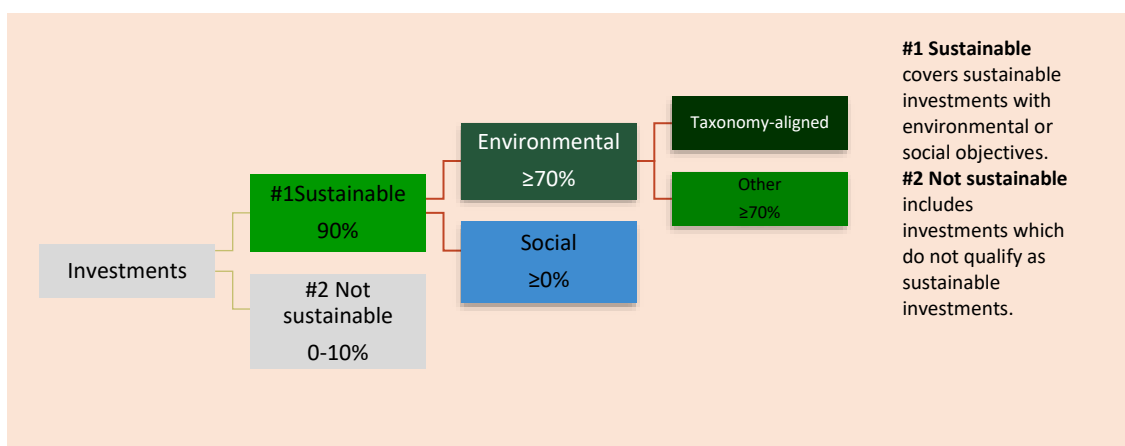 Investments
#1Sustainable
90%
#2 Not
sustainable
0-10%
Environmental
≥70%
Social
≥0%
Taxonomy-aligned
Other
≥70%
#1 Sustainable
covers sustainable
investments with
environmental or
social objectives.
#2 Not sustainable
includes
investments which
do not qualify as
sustainable
investments.